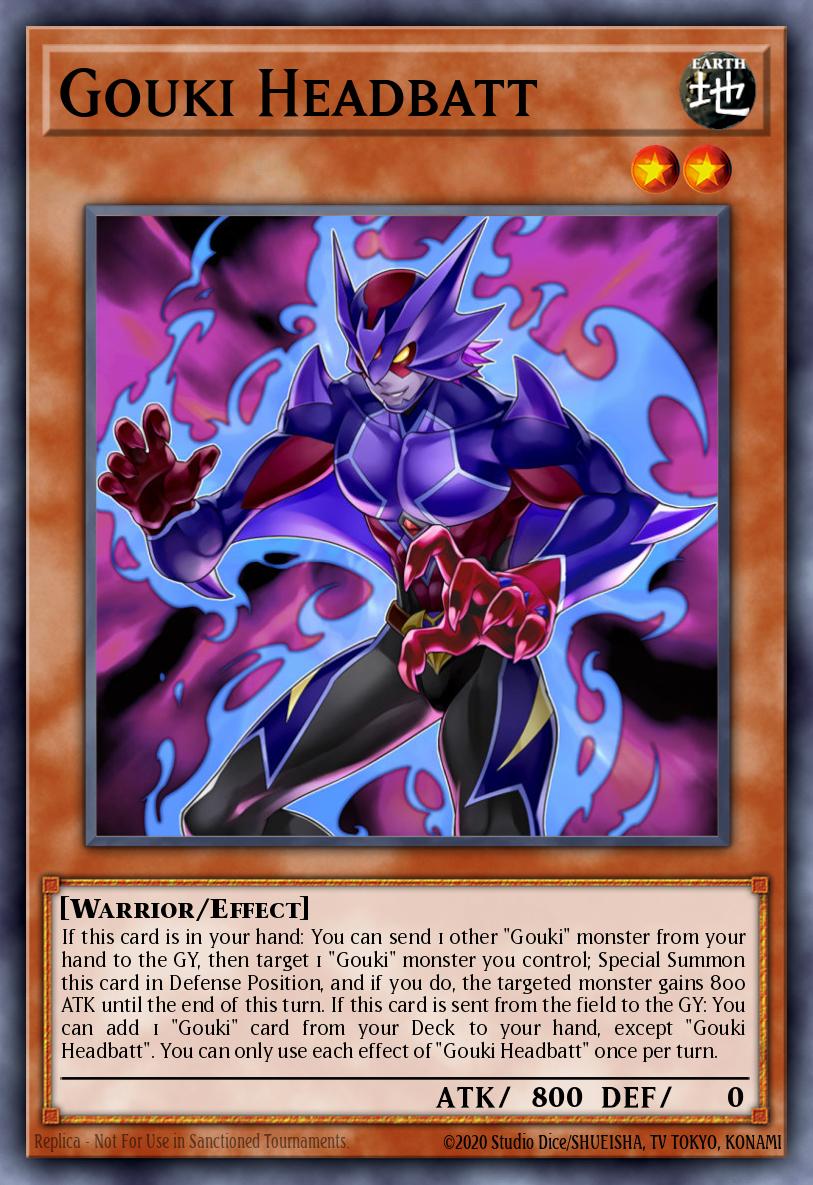 Gouki Headbatt
EARTH
地
[Warrior/Effect]
If this card is in your hand: You can send 1 other "Gouki" monster from your
hand to the GY, then target 1 "Gouki" monster you control; Special Summon
this card in Defense Position, and if you do, the targeted monster gains 800
ATK until the end of this turn. If this card is sent from the field to the GY: You
can add 1 "Gouki" card from your Deck to your hand, except "Gouki
Headbatt". You can only use each effect of "Gouki Headbatt" once per turn.
ATK/ 800 DEF/ 0
Replica - Not For Use in Sanctioned Tournaments.
©2020 Studio Dice/SHUEISHA, TV TOKYO, KONAMI